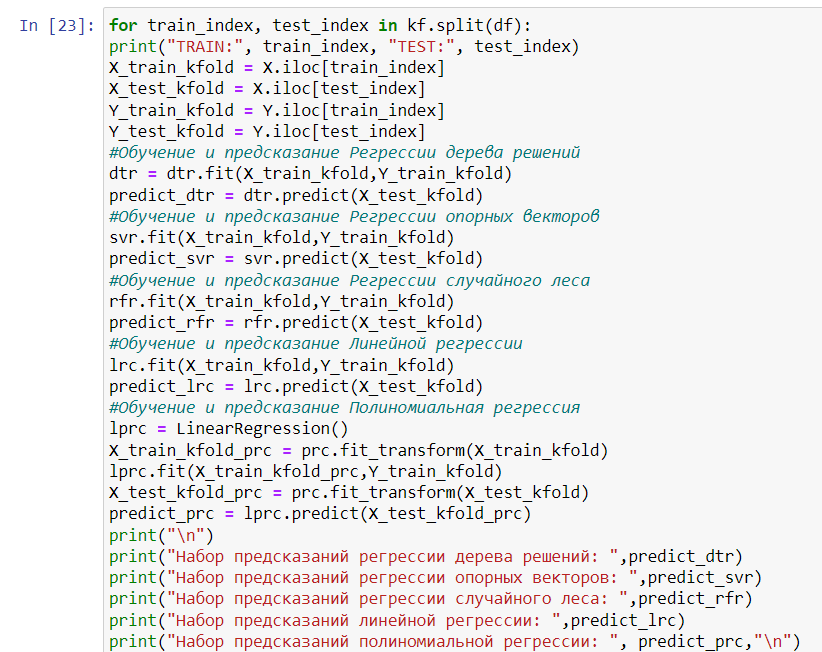 In [23]: for train_index, test_index in kf.split(df):
print("TRAIN:", train_index, "TEST:", test_index)
X_train_kfold = X.iloc[train_index]
X_test_kfold = X.iloc[test_index]
Y_train_kfold = Y.iloc[train_index]
Y_test_kfold = Y.iloc[test_index]
#Обучение и предсказание Регрессии дерева решений
dtr = dtr.fit(X_train_kfold,Y_train_kfold)
predict_dtr = dtr.predict(X_test_kfold)
#Обучение и предсказание Регрессии опорных векторов
svr.fit(X_train_kfold,Y_train_kfold)
predict_svr = svr.predict(X_test_kfold)
#Обучение и предсказание Регрессии случайного леса
rfr.fit(X_train_kfold,Y_train_kfold)
predict_rfr = rfr.predict(X_test_kfold)
#Обучение и предсказание Линейной регрессии
lrc.fit(X_train_kfold,Y_train_kfold)
predict_lrc = lrc.predict(X_test_kfold)
#Обучение и предсказание Полиномиальная регрессия
lprc = LinearRegression()
X_train_kfold_prc = prc.fit_transform(X_train_kfold)
lprc.fit(X_train_kfold_prc,Y_train_kfold)
X_test_kfold_prc = prc.fit_transform(X_test_kfold)
predict_prc = lprc.predict(X_test_kfold_prc)
print("\n")
print("Набор предсказаний регрессии дерева решений: ",predict_dtr)
print("Набор предсказаний регрессии опорных векторов: ",predict_svr)
print("Набор предсказаний регрессии случайного леса: ",predict_rfr)
print("Набор предсказаний линейной регрессии: ",predict_lrc)
print("Набор предсказаний полиномиальной регрессии: ", predict_prc,"\n")